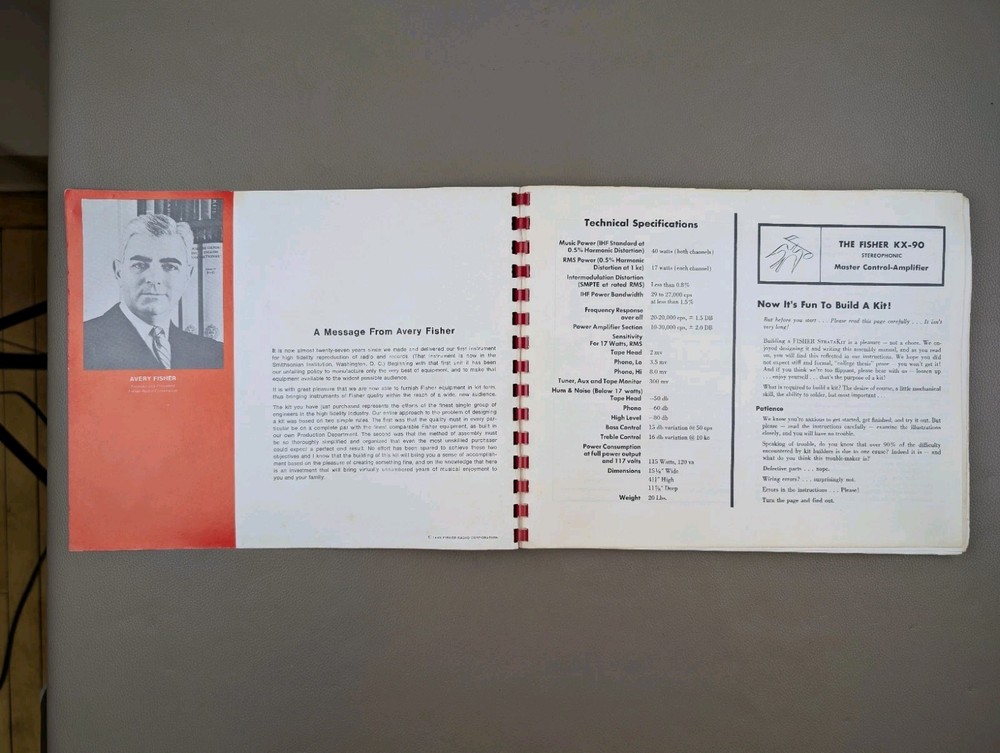 AVERY FISHER
A Message From Avery Fisher
It is now almost twenty-seven years since we made and delivered our first instrument
for high fidelity reproduction of radio and records. (That instrument is now in the
Smithsonian Institution, Washington, D. C.) Beginning with that first unit it has been
our unfailing policy to manufacture only the very best of equipment, and to make that
equipment available to the widest possible audience.
It is with great pleasure that we are now able to furnish Fisher equipment in kit form,
thus bringing instruments of Fisher quality within the reach of a wide, new audience.
The kit you have just purchased represents the efforts of the finest single group of
engineers in the high fidelity industry. Our entire approach to the problem of designing
a kit was based on two simple rules. The first was that the quality must in every par-
ticular be on a complete par with the finest comparable Fisher equipment, as built in
our own Production Department. The second was that the method of assembly must
be so thoroughly simplified and organized that even the most unskilled purchaser
could expect a perfect end result. No effort has been spared to achieve those two
objectives and I know that the building of this kit will bring you a sense of accomplish-
ment based on the pleasure of creating something fine, and on the knowledge that here
is an investment that will bring virtually unnumbered years of musical enjoyment to
you and your family.
FISHER RADIO CORPORATION
Technical Specifications
Music Power (IHF Standard at
0.5% Harmonic Distortion) 40 watts (both channels)
RMS Power (0.5% Harmonic
Distortion at 1 kc) 17 watts (each channel)
Intermodulation Distortion
(SMPTE at rated RMS) Less than 0.8%
IHF Power Bandwidth 29 to 27,000 cps
at less than 1.5%
Frequency Response
over all 20-20,000 cps, ± 1.5 DB
Power Amplifier Section 10-30,000 cps, ± 2.0 DB
Sensitivity
For 17 Watts, RMS
Tape Head 2 mv
Phono, Lo 3.5 mv
Phono, Hi 8.0 mv
Tuner, Aux and Tape Monitor 300 mv
Hum & Noise (Below 17 watts)
Tape Head –50 db
Phono –60 db
High Level –80 db
Bass Control 15 db variation @ 50 cps
Treble Control 16 db variation @ 10 kc
Power Consumption
at full power output
and 117 volts 115 Watts, 120 va
Dimensions Wide
High
Deep
Weight 20 Lbs.
THE FISHER KX-90
STEREOPHONIC
Master Control-Amplifier
Now It's Fun To Build A Kit!
But before you start . . . Please read this page carefully . . . It isn't
very long!
Building a FISHER STRATAKIT is a pleasure — not a chore. We en-
joyed designing it and writing this assembly manual, and as you read
on, you will find this reflected in our instructions. We hope you did
not expect stiff and formal, "college thesis" prose — you won't get it!
And if you think we're too flippant, please bear with us — loosen up
. . . enjoy yourself . . . that's the purpose of a kit!
What is required to build a kit? The desire of course, a little mechanical
skill, the ability to solder, but most important . .
Patience
We know you're anxious to get started, get finished, and try it out. But
please — read the instructions carefully — examine the illustrations
closely, and you will have no trouble.
Speaking of trouble, do you know that over 90% of the difficulty
encountered by kit builders is due to one cause? Indeed it is — and
what do you think this trouble-maker is?
Defective parts . . . nope.
Wiring errors? . . . surprisingly not.
Errors in the instructions . . . Please!
Turn the page and find out.